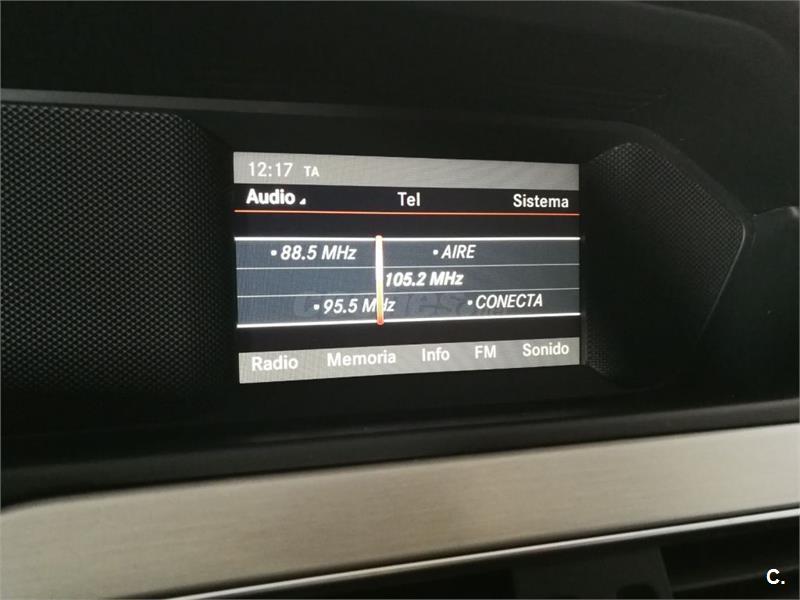 12:17 TA
Audio Tel Sistema
• 88.5 MHz • AIRE
105.2 MHz
• 95.5 MHz • CONECTA
Radio Memoria Info FM Sonido
C.